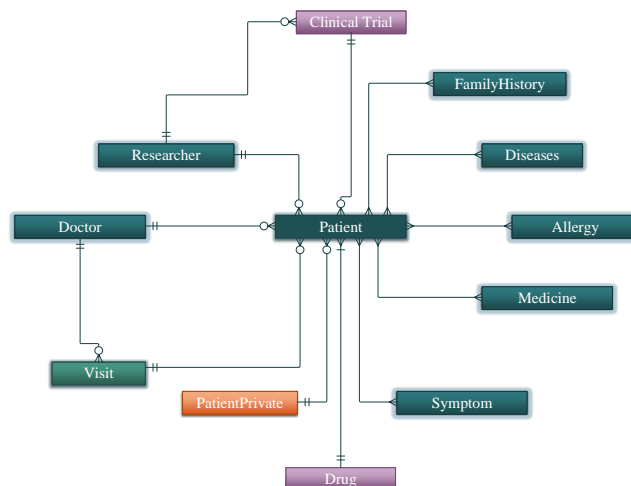 Clinical Trial
FamilyHistory
Researcher
Diseases
Doctor
Patient
Allergy
Medicine
Visit
PatientPrivate
Symptom
Drug